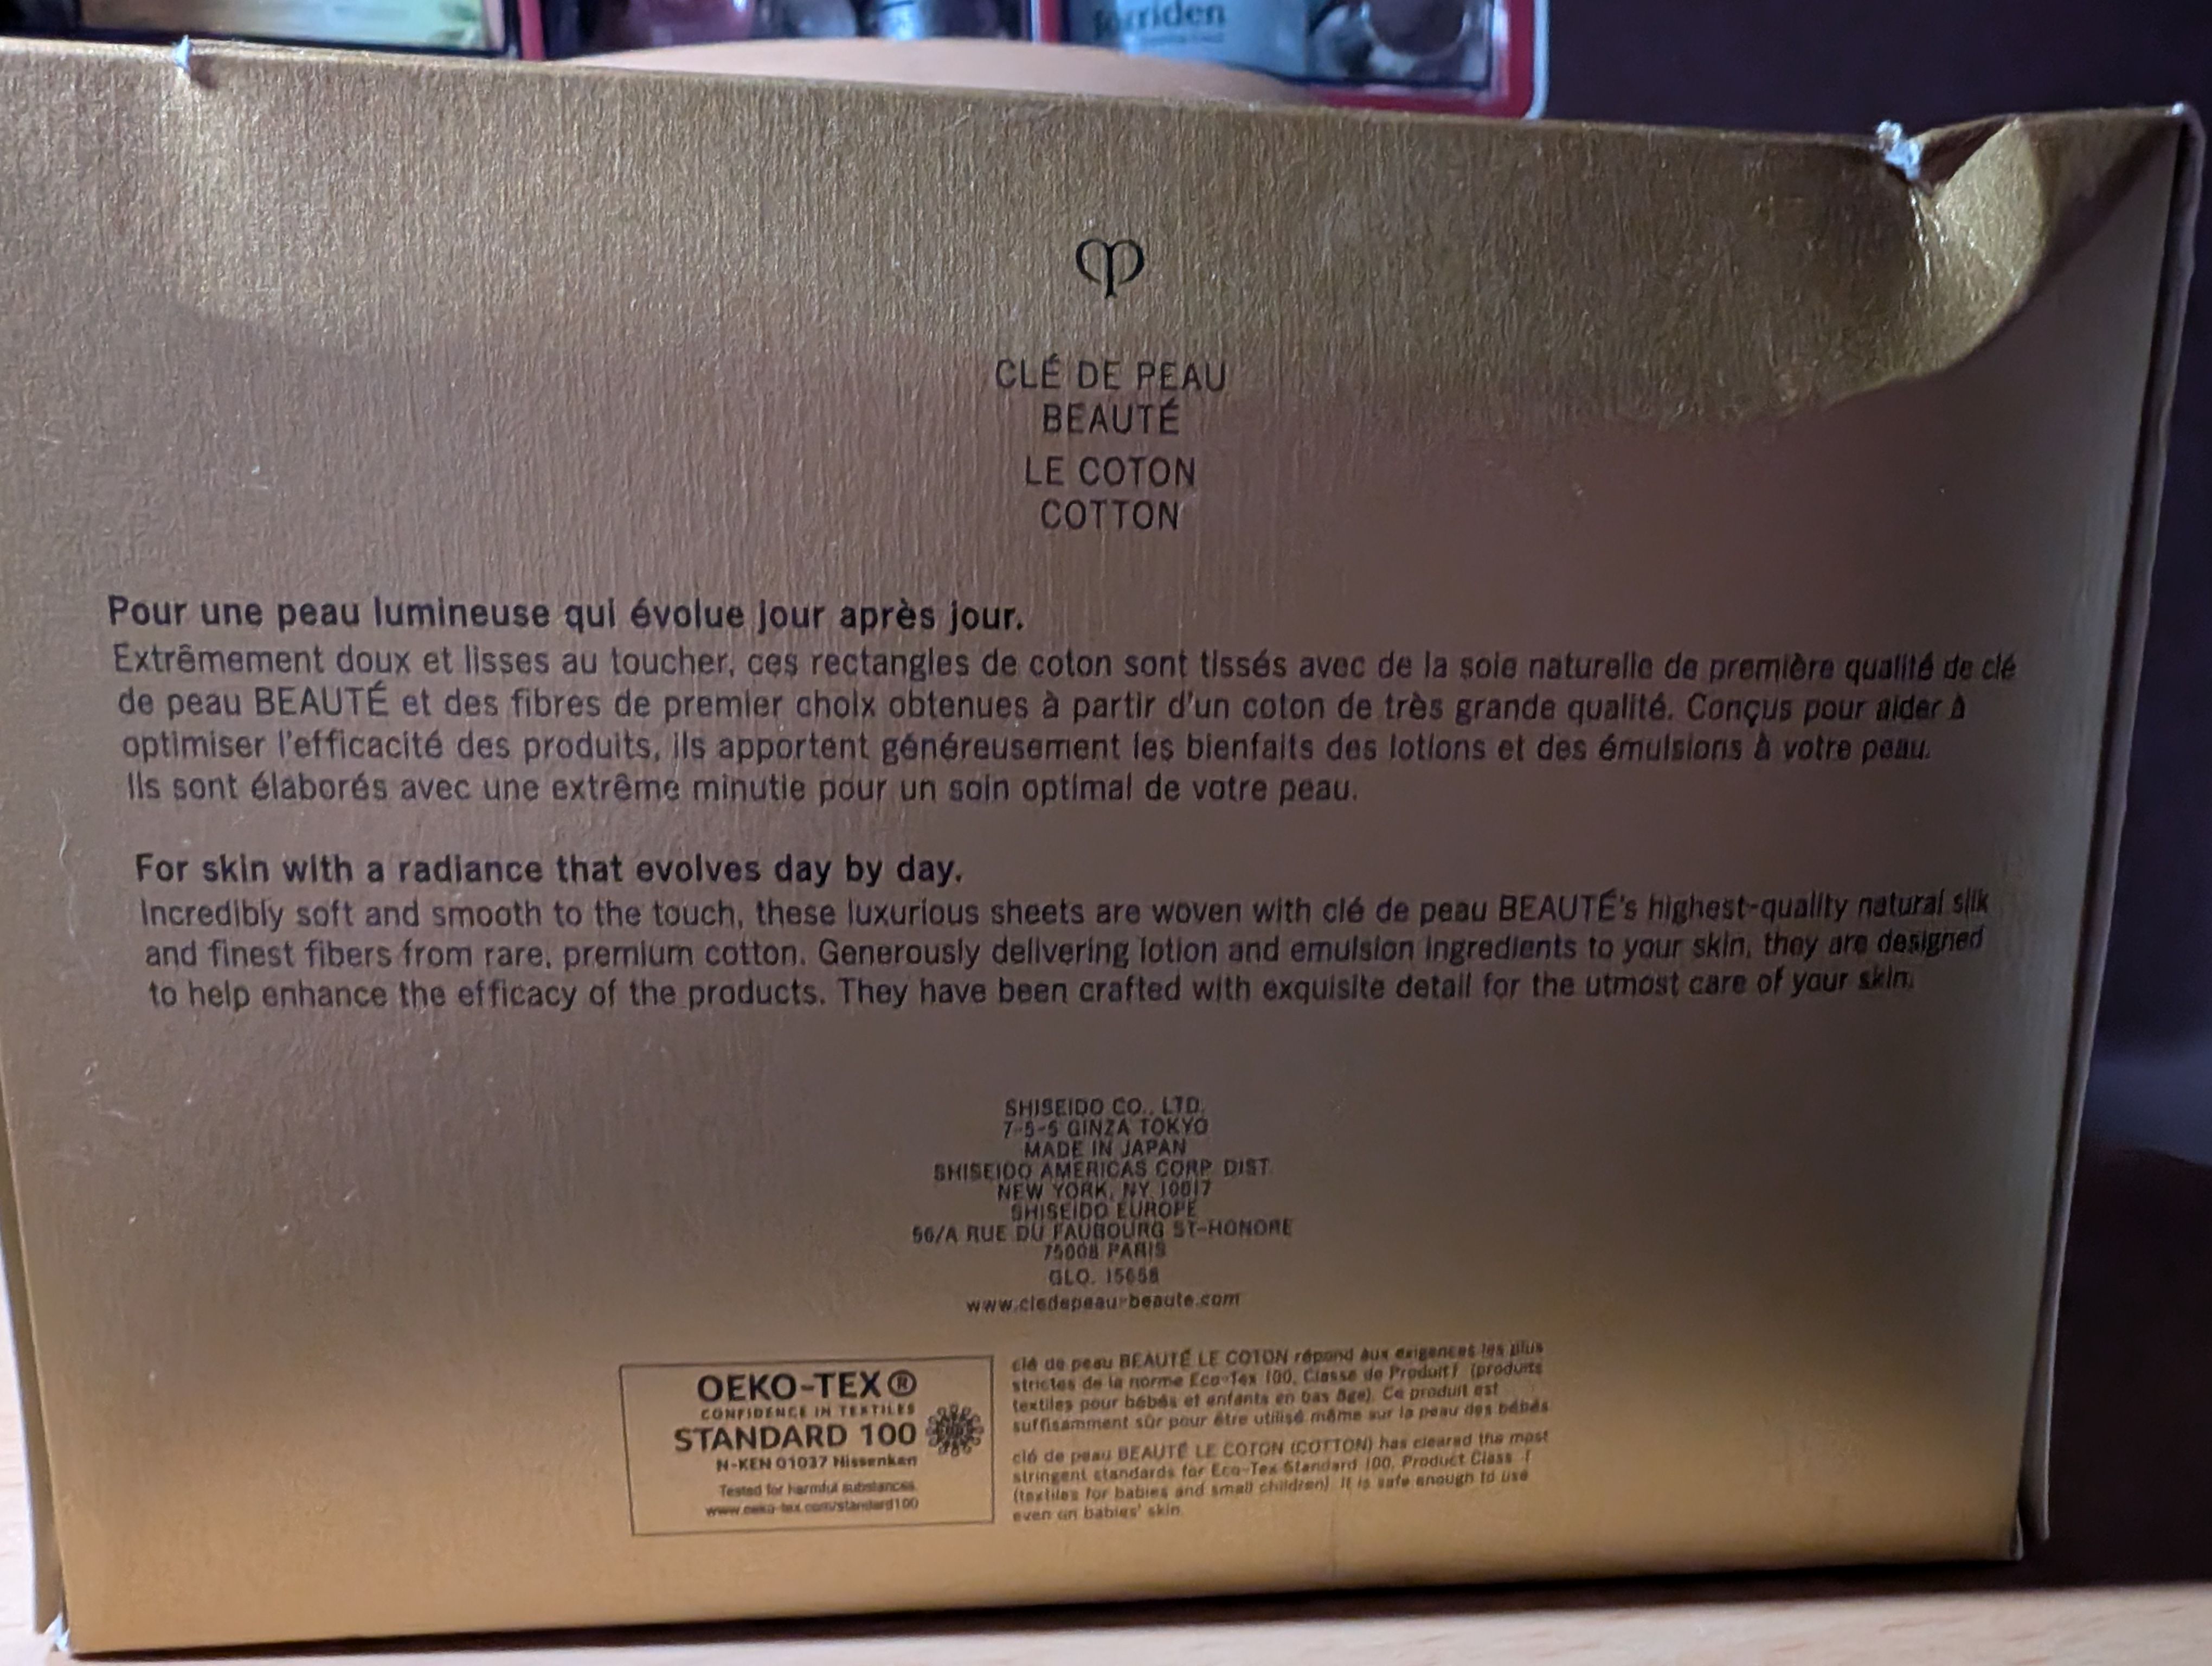 torriden
CLÉ DE PEAU
BEAUTÉ
LE COTON
COTTON
Pour une peau lumineuse qui évolue jour après jour.
Extrêmement doux et lisses au toucher, ces rectangles de coton sont tissés avec de la soie naturelle de première qualité de clé
de peau BEAUTÉ et des fibres de premier choix obtenues à partir d'un coton de très grande qualité. Conçus pour aider à
optimiser l'efficacité des produits, ils apportent généreusement les bienfaits des lotions et des émulsions à votre peau.
Ils sont élaborés avec une extrême minutie pour un soin optimal de votre peau.
For skin with a radiance that evolves day by day.
Incredibly soft and smooth to the touch, these luxurious sheets are woven with clé de peau BEAUTÉ's highest-quality natural silk
and finest fibers from rare, premium cotton. Generously delivering lotion and emulsion ingredients to your skin, they are designed
to help enhance the efficacy of the products. They have been crafted with exquisite detail for the utmost care of your skin.
SHISEIDO CO., LTD.
7-5-5 GINZA TOKYO
MADE IN JAPAN
SHISEIDO AMERICAS CORP. DIST.
NEW YORK, NY 10017
SHISEIDO EUROPE
56/A RUE DU FAUBOURG ST-HONORE
75008 PARIS
GLO. 15658
www.cledepeau-beaute.com
OEKO-TEX®
CONFIDENCE IN TEXTILES
STANDARD 100
N-KEN 01037 Nissenken
Tested for harmful substances.
www.oeko-tex.com/standard100
clé de peau BEAUTÉ LE COTON répond aux exigences les plus
strictes de la norme Eco-Tex 100, Classe de Produit I (produits
textiles pour bébés et enfants en bas âge). Ce produit est
suffisamment sûr pour être utilisé même sur la peau des bébés
clé de peau BEAUTÉ LE COTON (COTTON) has cleared the most
stringent standards for Eco-Tex Standard 100, Product Class I
(textiles for babies and small children). It is safe enough to use
even on babies' skin.